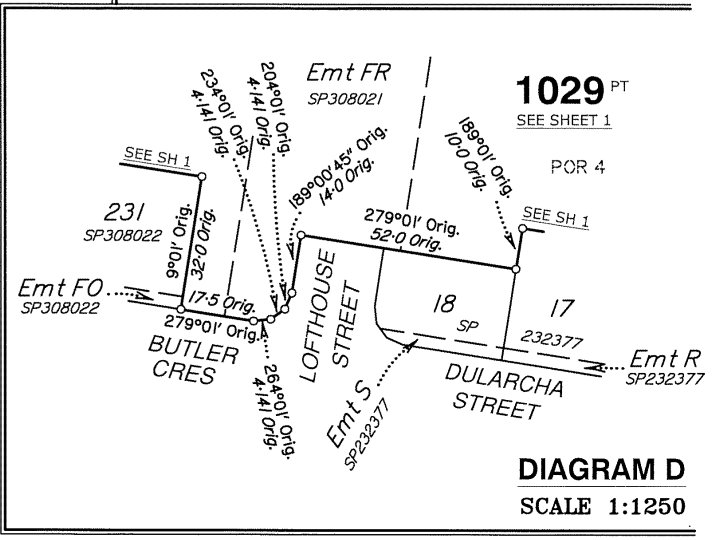 Emt FR
SP308021
1029 PT
SEE SHEET 1
POR 4
234°01' Orig.
4·141 Orig.
204°01' Orig.
4·141 Orig.
189°00'45" Orig.
14·0 Orig.
189°01' Orig.
10·0 Orig.
SEE SH 1
SEE SH 1
231
SP308022
9°01' Orig.
32·0 Orig.
279°01' Orig.
52·0 Orig.
Emt FO
SP308022
17·5 Orig.
279°01' Orig.
BUTLER
CRES
264°01' Orig.
4·141 Orig.
LOFTHOUSE
STREET
18
SP
17
232377
Emt S
SP232377
DULARCHA
STREET
Emt R
SP232377
DIAGRAM D
SCALE 1:1250